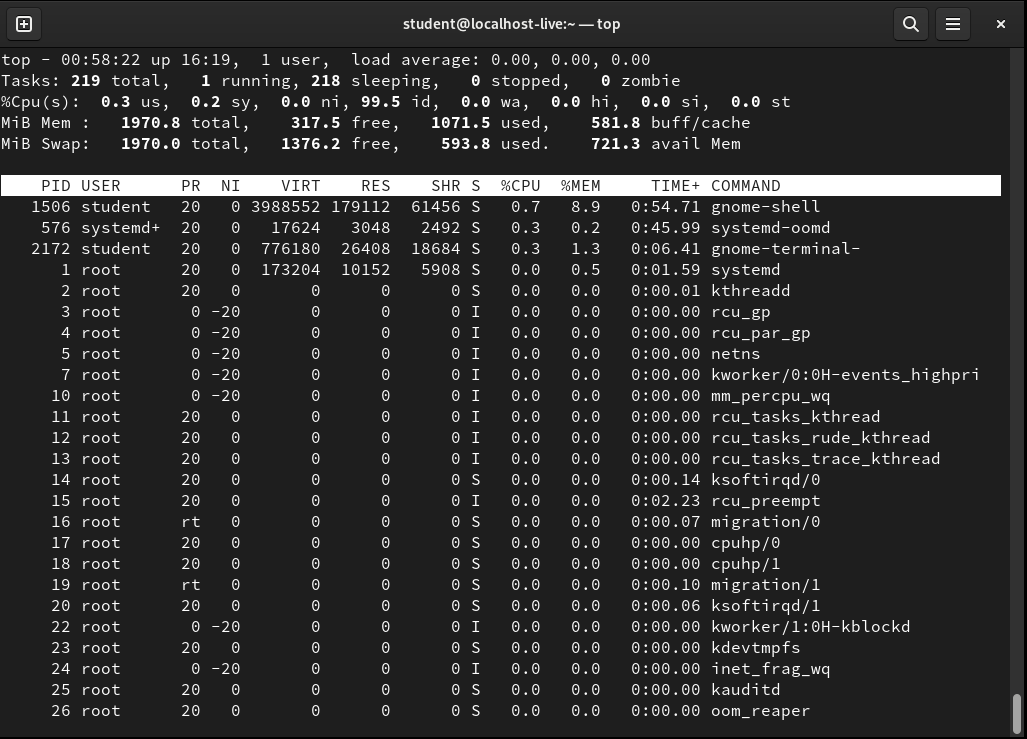 student@localhost-live:~ — top
top - 00:58:22 up 16:19,  1 user,  load average: 0.00, 0.00, 0.00
Tasks: 219 total,   1 running, 218 sleeping,   0 stopped,   0 zombie
%Cpu(s):  0.3 us,  0.2 sy,  0.0 ni, 99.5 id,  0.0 wa,  0.0 hi,  0.0 si,  0.0 st
MiB Mem :   1970.8 total,    317.5 free,   1071.5 used,    581.8 buff/cache
MiB Swap:   1970.0 total,   1376.2 free,    593.8 used.    721.3 avail Mem
    PID USER      PR  NI    VIRT    RES    SHR S  %CPU  %MEM     TIME+ COMMAND
   1506 student   20   0 3988552 179112  61456 S   0.7   8.9   0:54.71 gnome-shell
    576 systemd+  20   0   17624   3048   2492 S   0.3   0.2   0:45.99 systemd-oomd
   2172 student   20   0  776180  26408  18684 S   0.3   1.3   0:06.41 gnome-terminal-
      1 root      20   0  173204  10152   5908 S   0.0   0.5   0:01.59 systemd
      2 root      20   0       0      0      0 S   0.0   0.0   0:00.01 kthreadd
      3 root       0 -20       0      0      0 I   0.0   0.0   0:00.00 rcu_gp
      4 root       0 -20       0      0      0 I   0.0   0.0   0:00.00 rcu_par_gp
      5 root       0 -20       0      0      0 I   0.0   0.0   0:00.00 netns
      7 root       0 -20       0      0      0 I   0.0   0.0   0:00.00 kworker/0:0H-events_highpri
     10 root       0 -20       0      0      0 I   0.0   0.0   0:00.00 mm_percpu_wq
     11 root      20   0       0      0      0 I   0.0   0.0   0:00.00 rcu_tasks_kthread
     12 root      20   0       0      0      0 I   0.0   0.0   0:00.00 rcu_tasks_rude_kthread
     13 root      20   0       0      0      0 I   0.0   0.0   0:00.00 rcu_tasks_trace_kthread
     14 root      20   0       0      0      0 S   0.0   0.0   0:00.14 ksoftirqd/0
     15 root      20   0       0      0      0 I   0.0   0.0   0:02.23 rcu_preempt
     16 root      rt   0       0      0      0 S   0.0   0.0   0:00.07 migration/0
     17 root      20   0       0      0      0 S   0.0   0.0   0:00.00 cpuhp/0
     18 root      20   0       0      0      0 S   0.0   0.0   0:00.00 cpuhp/1
     19 root      rt   0       0      0      0 S   0.0   0.0   0:00.10 migration/1
     20 root      20   0       0      0      0 S   0.0   0.0   0:00.06 ksoftirqd/1
     22 root       0 -20       0      0      0 I   0.0   0.0   0:00.00 kworker/1:0H-kblockd
     23 root      20   0       0      0      0 S   0.0   0.0   0:00.00 kdevtmpfs
     24 root       0 -20       0      0      0 I   0.0   0.0   0:00.00 inet_frag_wq
     25 root      20   0       0      0      0 S   0.0   0.0   0:00.00 kauditd
     26 root      20   0       0      0      0 S   0.0   0.0   0:00.00 oom_reaper